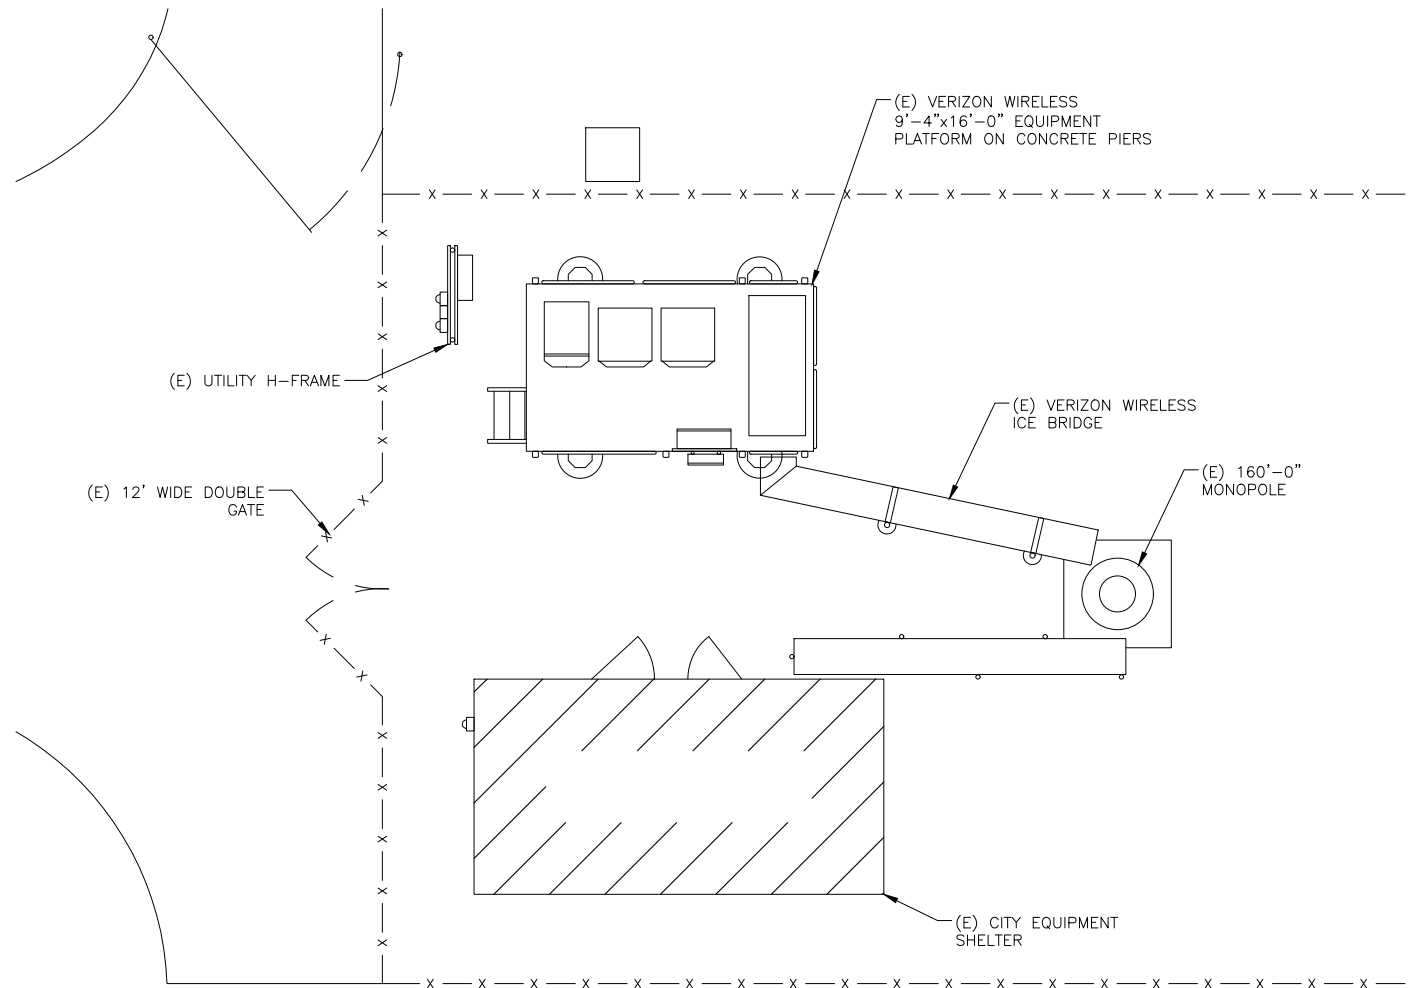 (E) VERIZON WIRELESS
9'-4"x16'-0" EQUIPMENT
PLATFORM ON CONCRETE PIERS
(E) UTILITY H-FRAME
(E) VERIZON WIRELESS
ICE BRIDGE
(E) 160'-0"
MONOPOLE
(E) 12' WIDE DOUBLE
GATE
(E) CITY EQUIPMENT
SHELTER